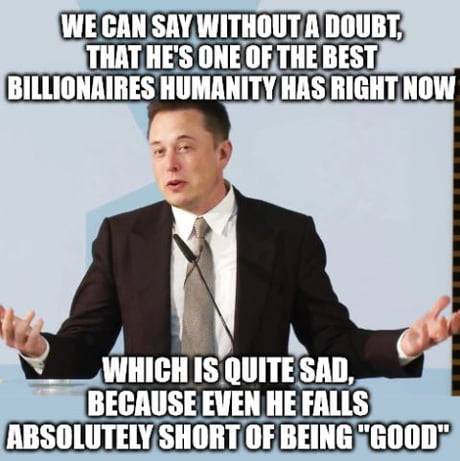 WE CAN SAY WITHOUT A DOUBT,
THAT HE'S ONE OF THE BEST
BILLIONAIRES HUMANITY HAS RIGHT NOW
WHICH IS QUITE SAD,
BECAUSE EVEN HE FALLS
ABSOLUTELY SHORT OF BEING "GOOD"